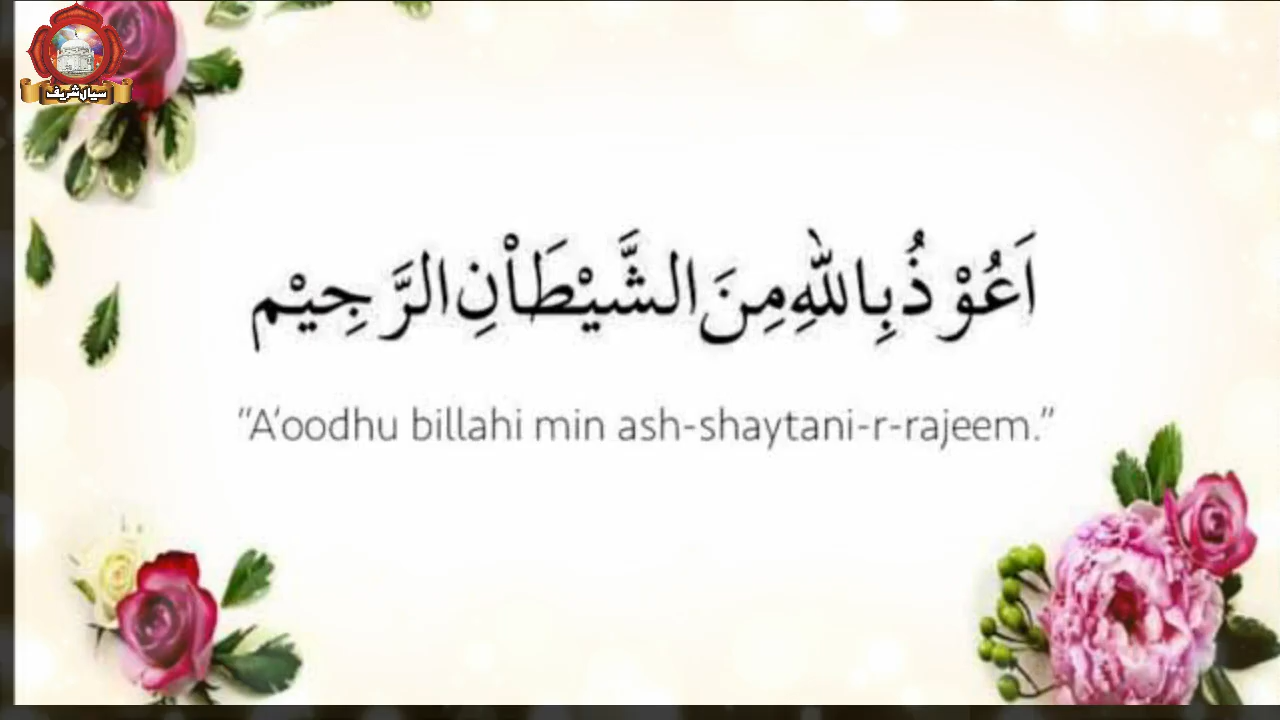 سیال شریف
اَعُوْذُبِاللّٰهِ مِنَ الشَّيْطَاْنِ الرَّجِيْم
“A‘oodhu billahi min ash-shaytani-r-rajeem.”